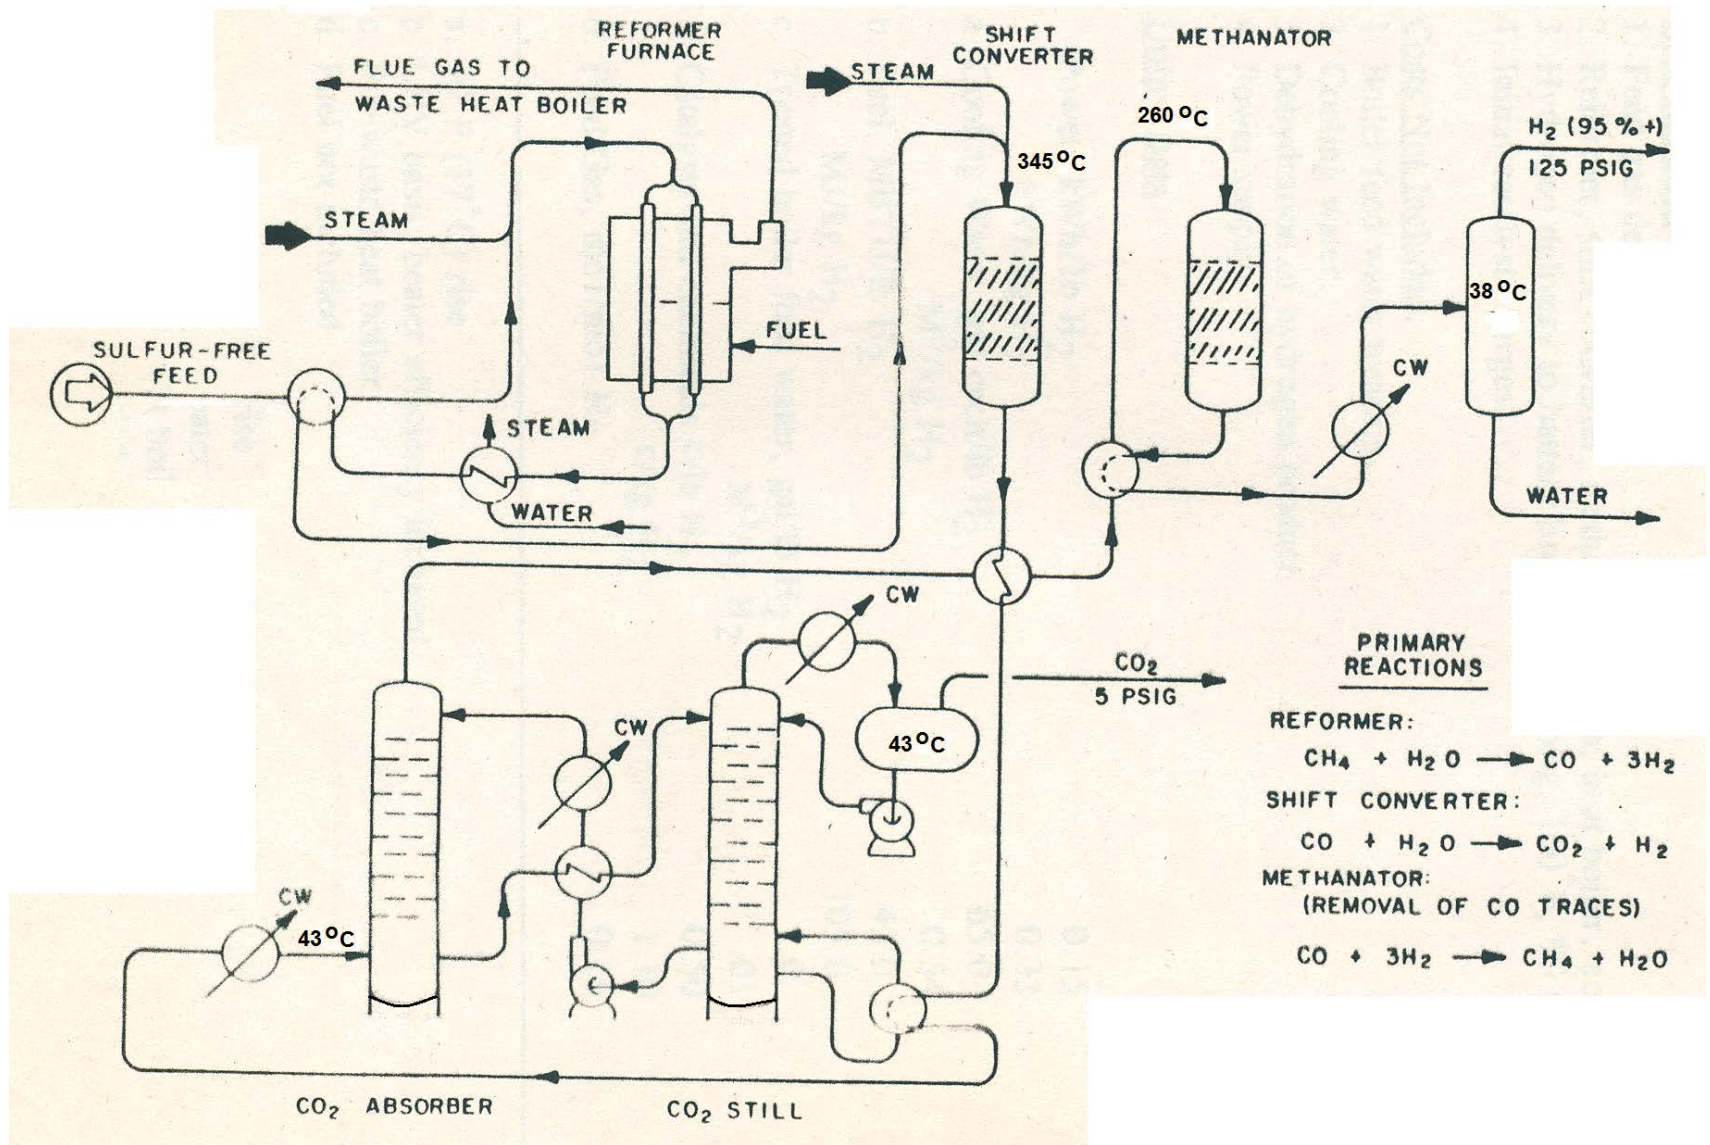 REFORMER
FURNACE
SHIFT
CONVERTER
METHANATOR
FLUE GAS TO
WASTE HEAT BOILER
STEAM
260 °C
H₂ (95 %+)
125 PSIG
345°C
STEAM
38 °C
FUEL
SULFUR-FREE
FEED
CW
STEAM
WATER
WATER
CW
PRIMARY
REACTIONS
CO₂
5 PSIG
CW
43°C
REFORMER:
CH₄ + H₂O → CO + 3H₂
SHIFT CONVERTER:
CO + H₂O → CO₂ + H₂
METHANATOR:
(REMOVAL OF CO TRACES)
CO + 3H₂ → CH₄ + H₂O
CW
43°C
CO₂ ABSORBER
CO₂ STILL